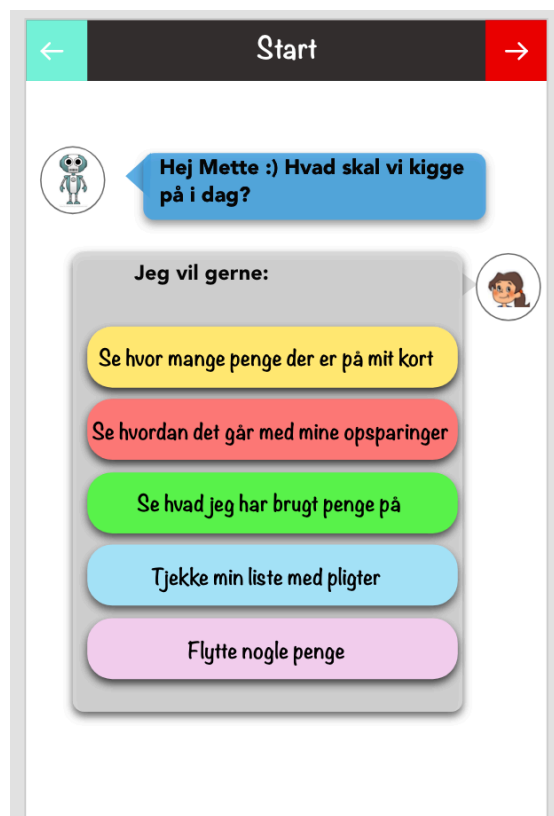 Start
Hej Mette :) Hvad skal vi kigge
på i dag?
Jeg vil gerne:
Se hvor mange penge der er på mit kort
Se hvordan det går med mine opsparinger
Se hvad jeg har brugt penge på
Tjekke min liste med pligter
Flytte nogle penge